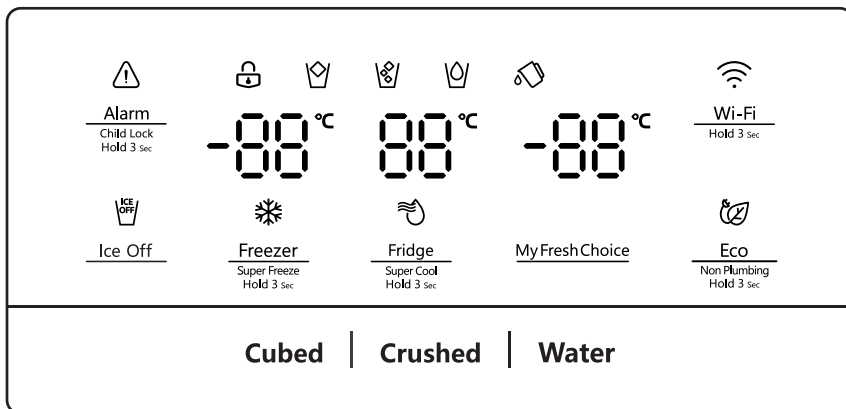 Alarm
Child Lock
Hold 3 Sec
-88 °C
88 °C
-88 °C
Wi-Fi
Hold 3 Sec
ICE
OFF
Ice Off
Freezer
Super Freeze
Hold 3 Sec
Fridge
Super Cool
Hold 3 Sec
My Fresh Choice
Eco
Non Plumbing
Hold 3 Sec
Cubed
Crushed
Water